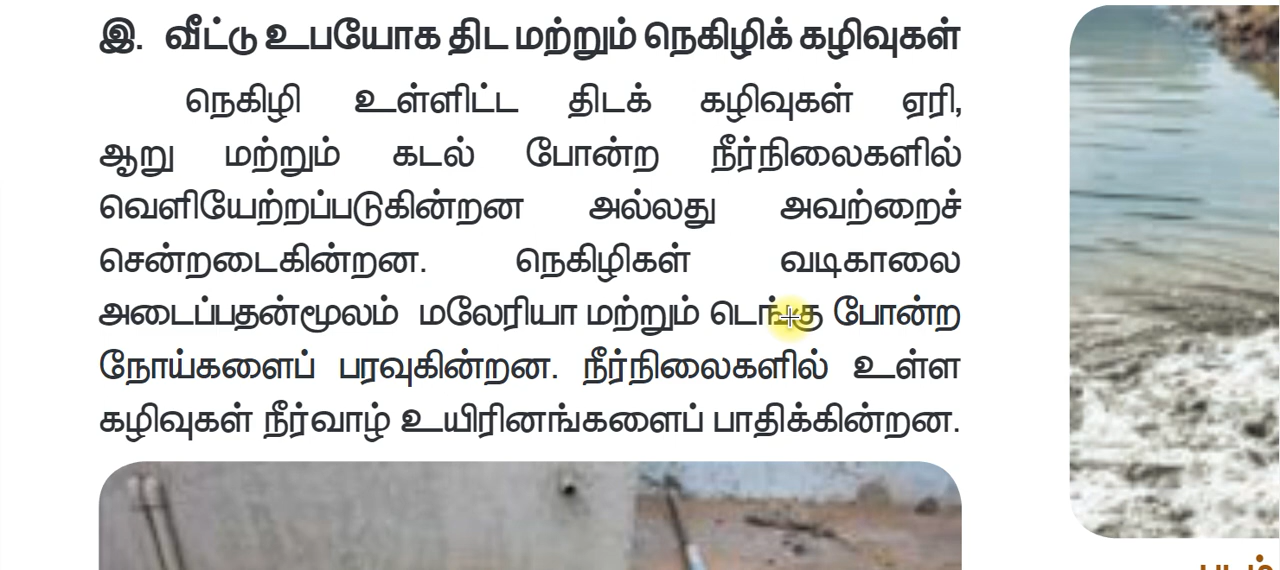 இ. வீட்டு உபயோக திட மற்றும் நெகிழிக் கழிவுகள்
நெகிழி உள்ளிட்ட திடக் கழிவுகள் ஏரி,
ஆறு மற்றும் கடல் போன்ற நீர்நிலைகளில்
வெளியேற்றப்படுகின்றன அல்லது அவற்றைச்
சென்றடைகின்றன. நெகிழிகள் வடிகாலை
அடைப்பதன்மூலம் மலேரியா மற்றும் டெங்கு போன்ற
நோய்களைப் பரவுகின்றன. நீர்நிலைகளில் உள்ள
கழிவுகள் நீர்வாழ் உயிரினங்களைப் பாதிக்கின்றன.